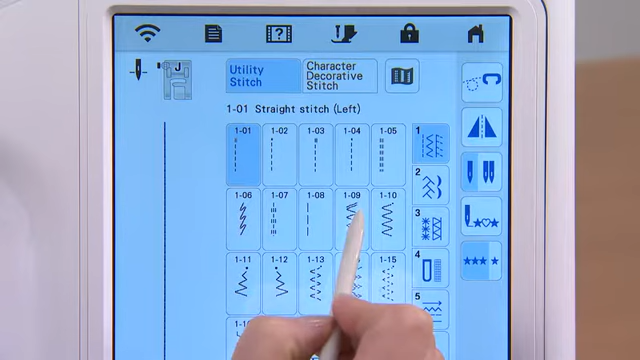 J
Utility
Stitch
Character
Decorative
Stitch
1-01 Straight stitch (Left)
1-01 1-02 1-03 1-04 1-05
1
1-06 1-07 1-08 1-09 1-10
2
3
1-11 1-12 1-13 1-15
4
5